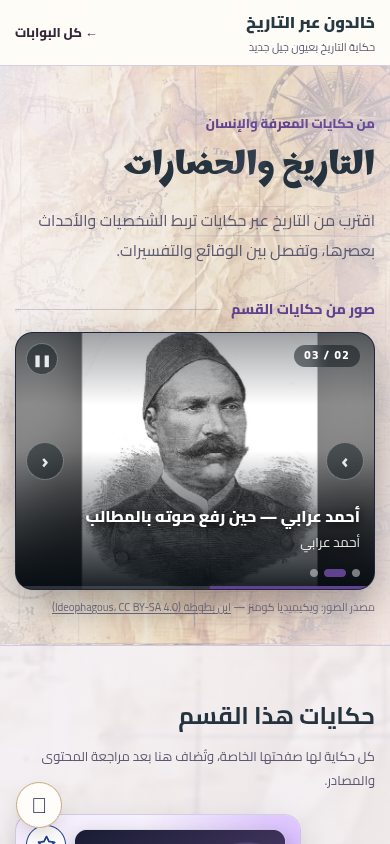 خالدون عبر التاريخ
حكاية التاريخ بعيون جيل جديد
← كل البوابات
من حكايات المعرفة والإنسان
التاريخ والحضارات
اقترب من التاريخ عبر حكايات تربط الشخصيات والأحداث
بعصرها، وتفصل بين الوقائع والتفسيرات.
صور من حكايات القسم
03 / 02
أحمد عرابي — حين رفع صوته بالمطالب
أحمد عرابي
مصدر الصور: ويكيميديا كومنز — ابن بطوطة (Ideophagous, CC BY-SA 4.0)
حكايات هذا القسم
كل حكاية لها صفحتها الخاصة، وتُضاف هنا بعد مراجعة المحتوى
والمصادر.